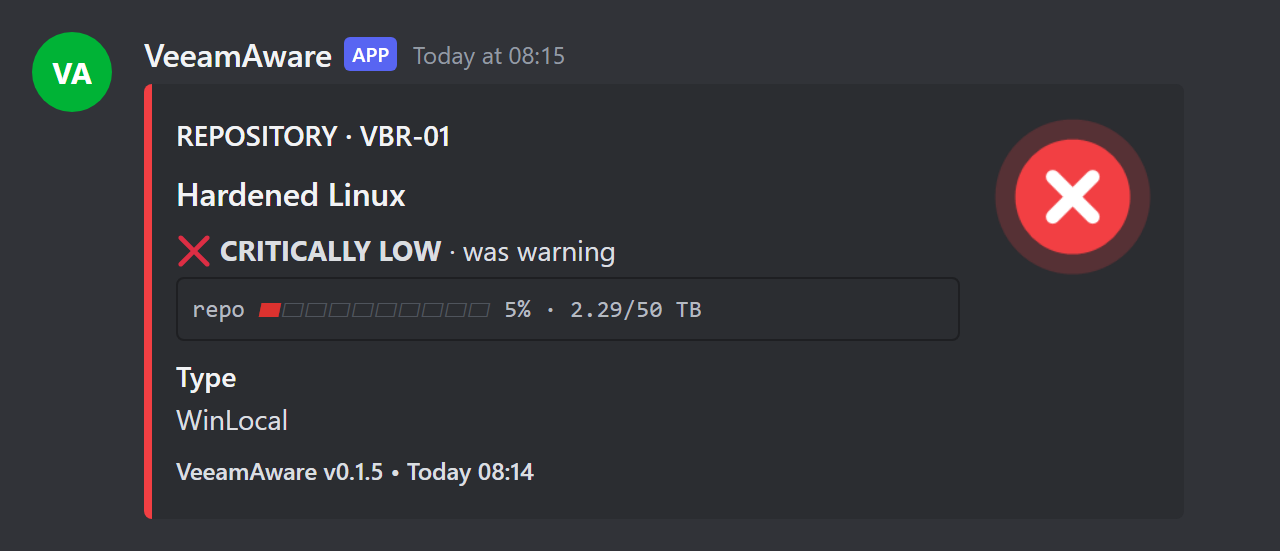 VA
VeeamAware APP Today at 08:15
REPOSITORY · VBR-01
Hardened Linux
❌ CRITICALLY LOW · was warning
repo ▰▱▱▱▱▱▱▱▱▱ 5% · 2.29/50 TB
Type
WinLocal
VeeamAware v0.1.5 • Today 08:14